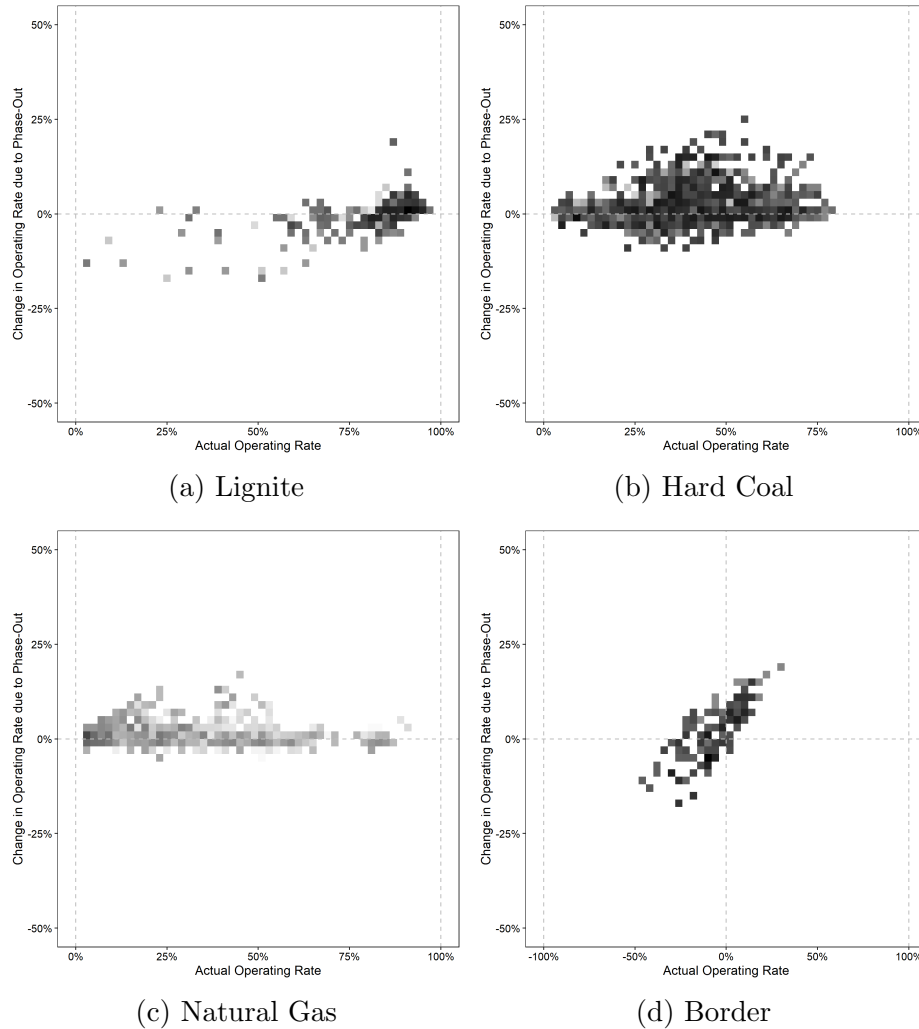 50%
25%
0%
-25%
-50%
Change in Operating Rate due to Phase-Out
0% 25% 50% 75% 100%
Actual Operating Rate
(a) Lignite
50%
25%
0%
-25%
-50%
Change in Operating Rate due to Phase-Out
0% 25% 50% 75% 100%
Actual Operating Rate
(b) Hard Coal
50%
25%
0%
-25%
-50%
Change in Operating Rate due to Phase-Out
0% 25% 50% 75% 100%
Actual Operating Rate
(c) Natural Gas
50%
25%
0%
-25%
-50%
Change in Operating Rate due to Phase-Out
-100% -50% 0% 50% 100%
Actual Operating Rate
(d) Border